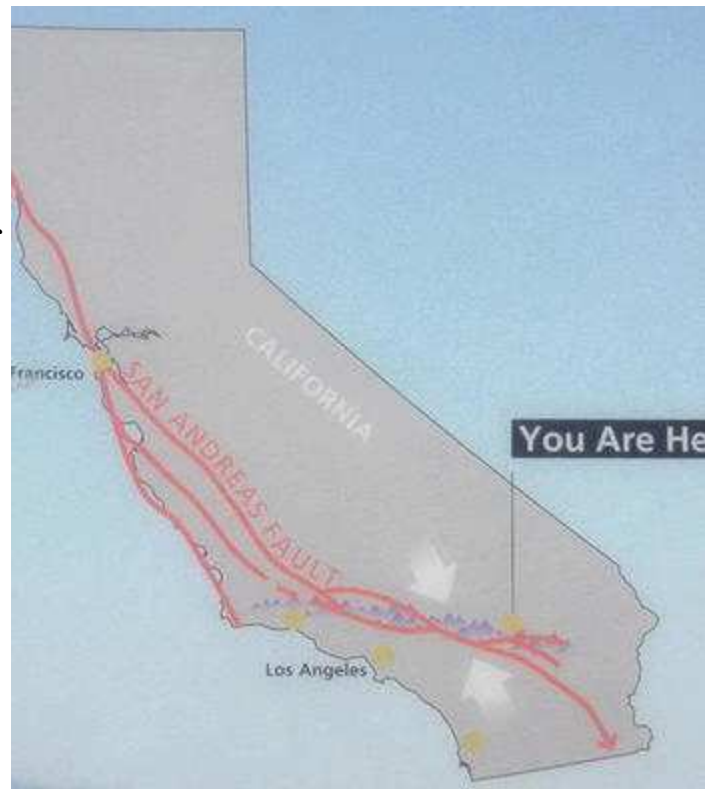 CALIFORNIA
Francisco
SAN ANDREAS FAULT
You Are He
Los Angeles